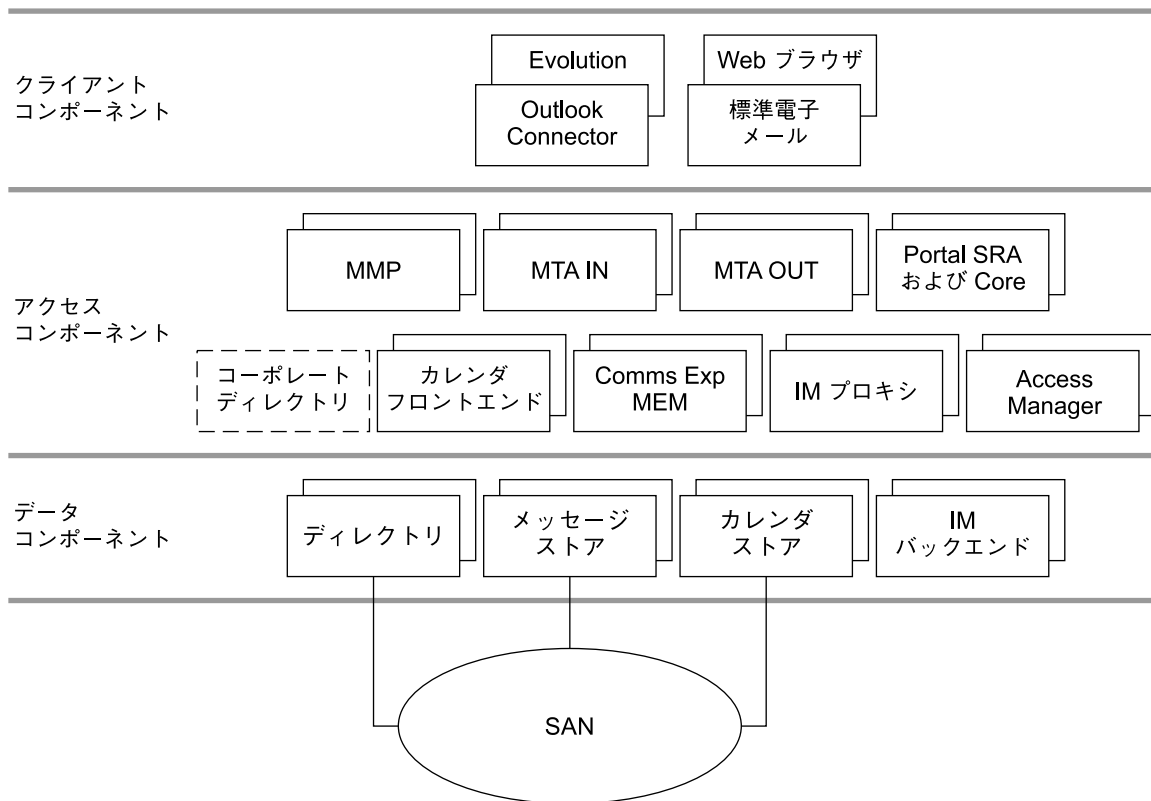 クライアント
コンポーネント
Evolution
Outlook
Connector
Web ブラウザ
標準電子
メール
アクセス
コンポーネント
MMP
MTA IN
MTA OUT
Portal SRA
および Core
コーポレート
ディレクトリ
カレンダ
フロントエンド
Comms Exp
MEM
IM プロキシ
Access
Manager
データ
コンポーネント
ディレクトリ
メッセージ
ストア
カレンダ
ストア
IM
バックエンド
SAN